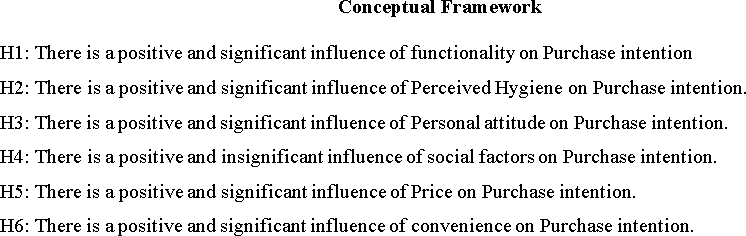 Conceptual Framework
H1: There is a positive and significant influence of functionality on Purchase intention
H2: There is a positive and significant influence of Perceived Hygiene on Purchase intention.
H3: There is a positive and significant influence of Personal attitude on Purchase intention.
H4: There is a positive and insignificant influence of social factors on Purchase intention.
H5: There is a positive and significant influence of Price on Purchase intention.
H6: There is a positive and significant influence of convenience on Purchase intention.